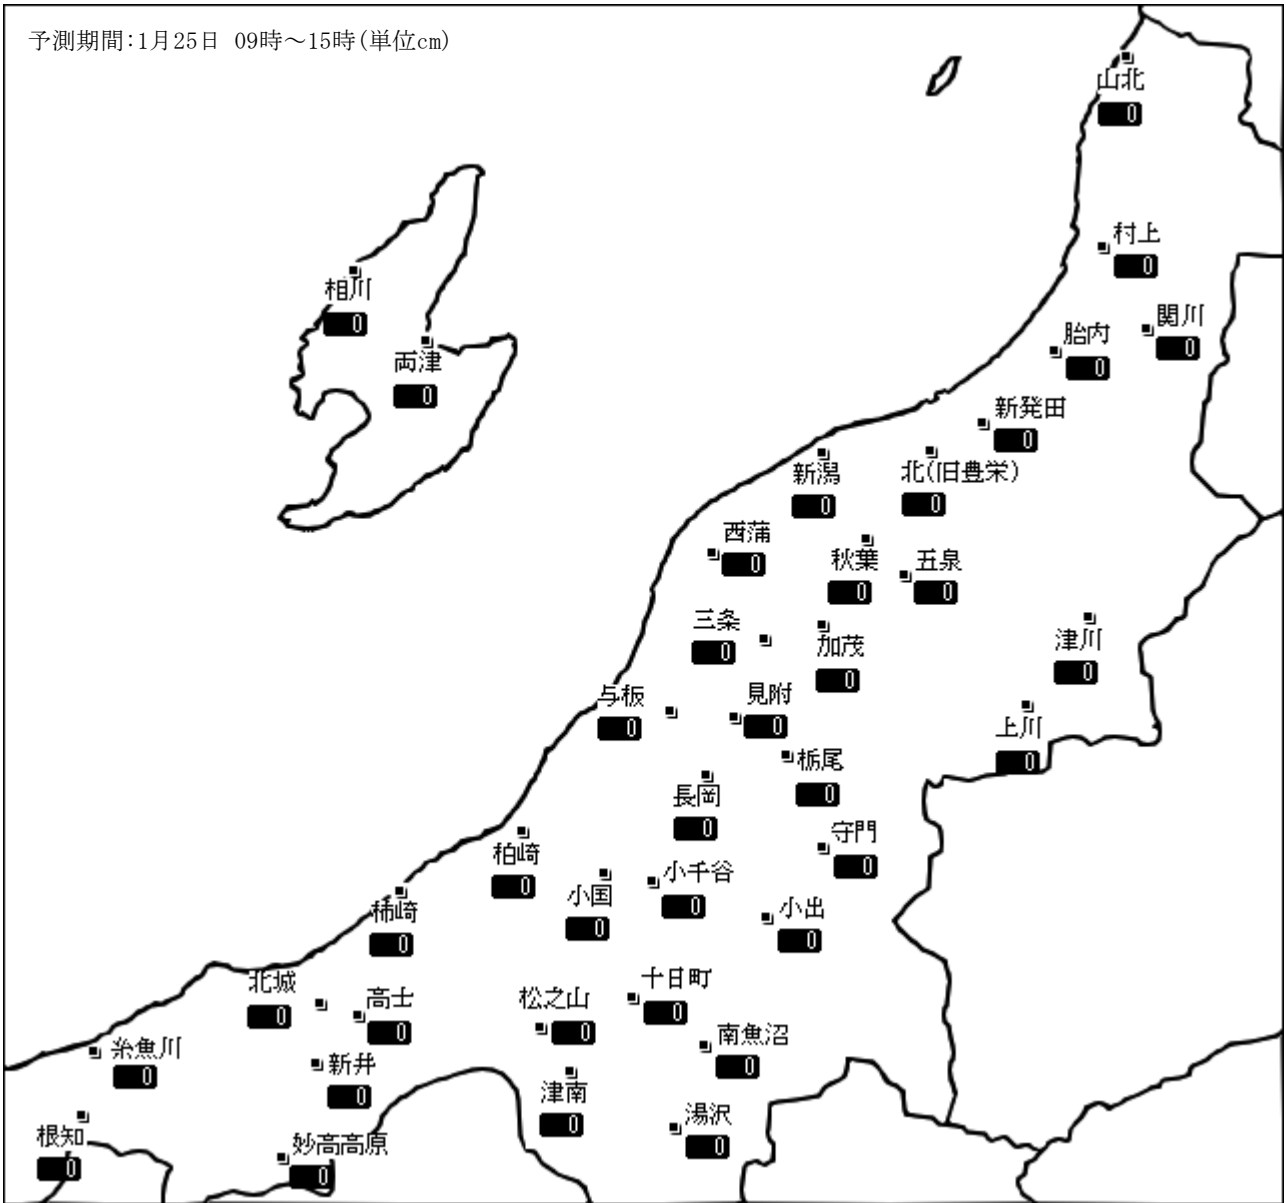 予測期間:1月25日 09時～15時(単位cm)
山北
0
村上
0
相川
0
関川
0
胎内
0
両津
0
新発田
0
新潟
0
北(旧豊栄)
0
西蒲
0
秋葉
0
五泉
0
三条
0
加茂
0
津川
0
与板
0
見附
0
上川
0
栃尾
0
長岡
0
守門
0
柏崎
0
小千谷
0
小国
0
柿崎
0
小出
0
北城
0
高士
0
松之山
0
十日町
0
南魚沼
0
糸魚川
0
新井
0
津南
0
湯沢
0
根知
0
妙高高原
0